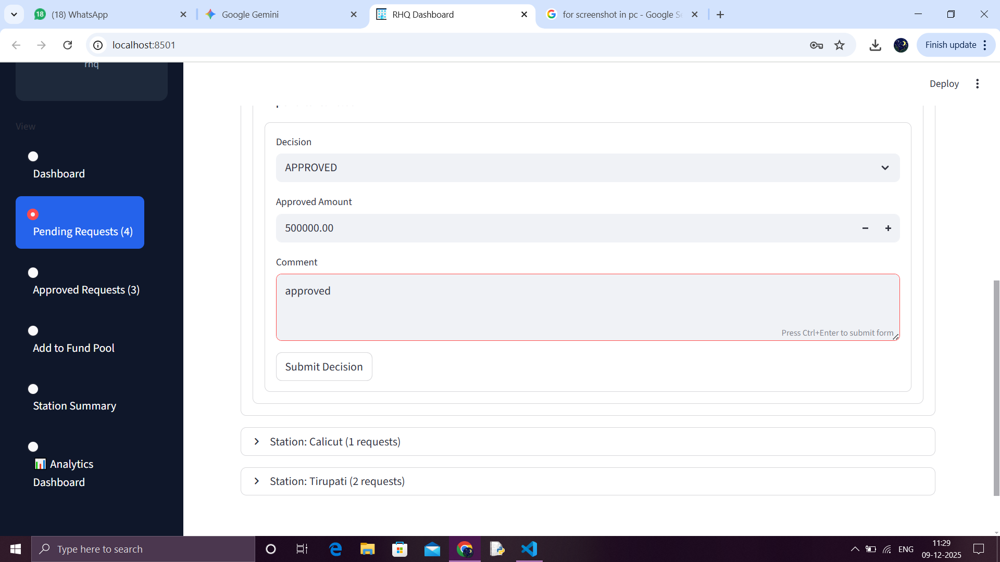 18 (18) WhatsApp
Google Gemini
RHQ Dashboard
for screenshot in pc - Google Se
localhost:8501
Finish update
rhq
View
Dashboard
Pending Requests (4)
Approved Requests (3)
Add to Fund Pool
Station Summary
Analytics
Dashboard
Deploy
Decision
APPROVED
Approved Amount
500000.00
Comment
approved
Press Ctrl+Enter to submit form
Submit Decision
Station: Calicut (1 requests)
Station: Tirupati (2 requests)
Type here to search
ENG
11:29
09-12-2025